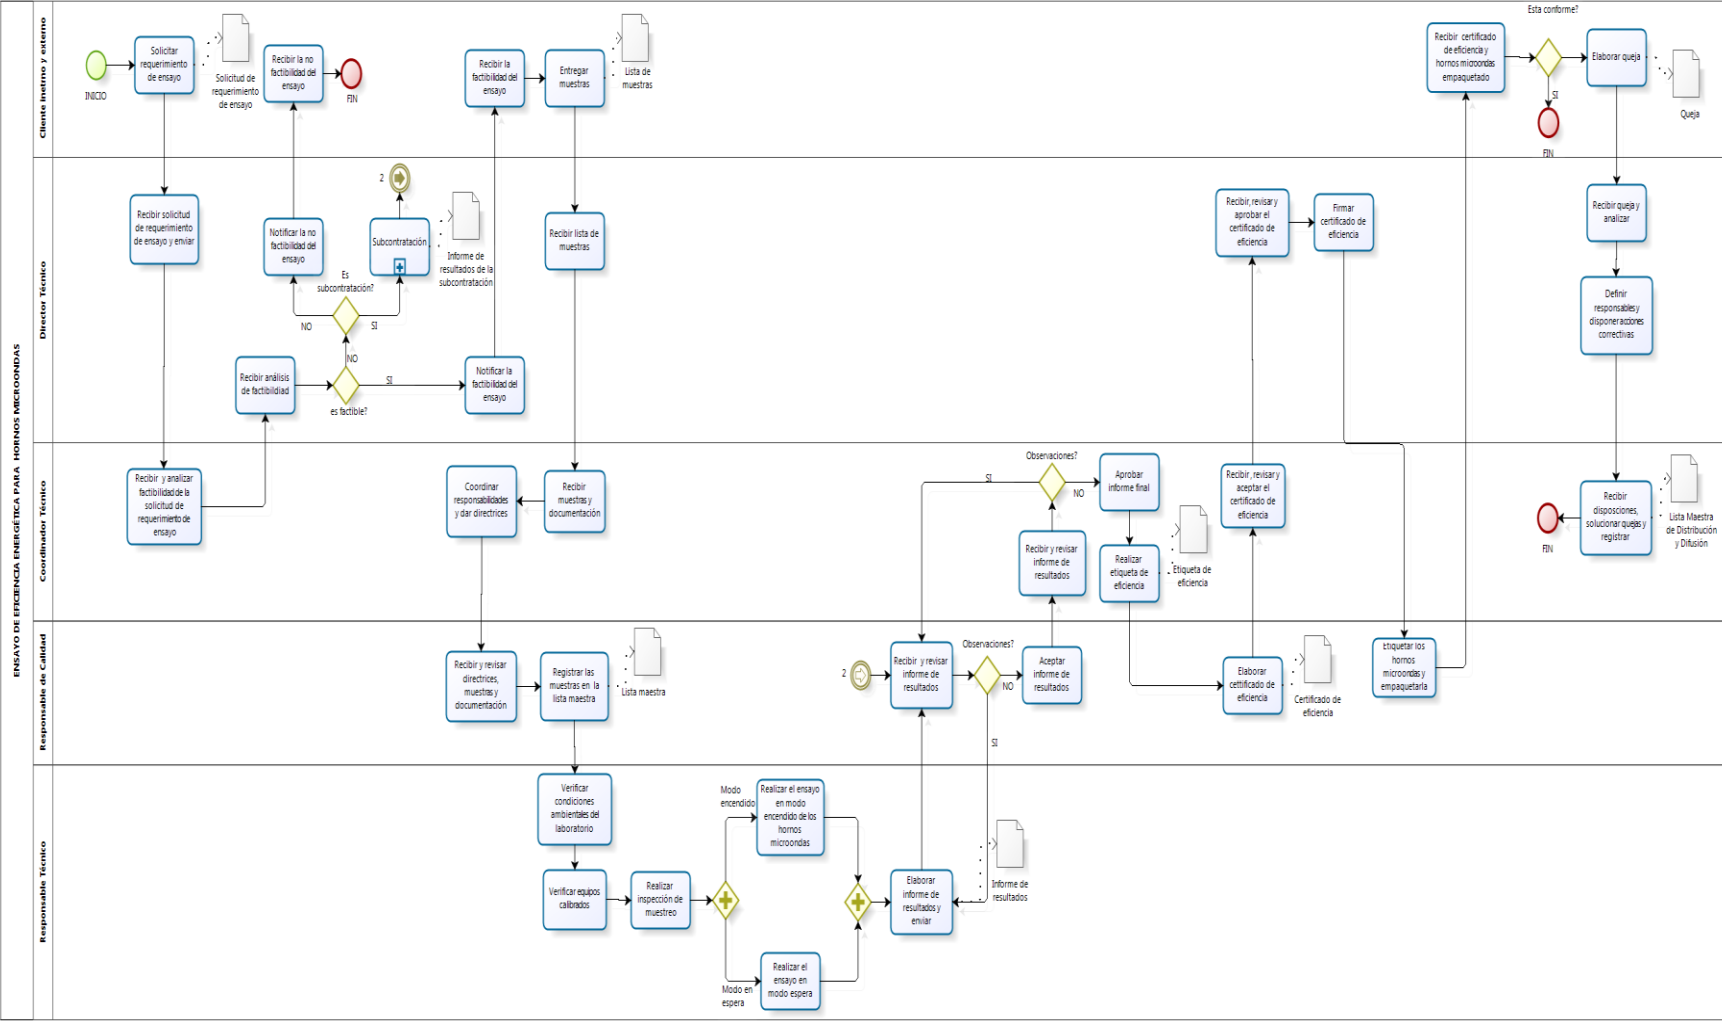 ENSAYO DE EFICIENCIA ENERGÉTICA PARA HORNOS MICROONDAS
Cliente inetrno y externo
INICIO
Solicitar
requerimiento
de ensayo
Solicitud de
requerimiento
de ensayo
Recibir la no
factibilidad del
ensayo
FIN
Recibir la
factibilidad del
ensayo
Entregar
muestras
Lista de
muestras
Recibir certificado
de eficiencia y
hornos microondas
empaquetado
Esta conforme?
SI
FIN
Elaborar queja
Queja
Director Técnico
Recibir solicitud
de requerimiento
de ensayo y enviar
Notificar la no
factibilidad del
ensayo
2
Subcontratación
Informe de
resultados de la
subcontratación
Es
subcontratación?
NO
SI
NO
Recibir análisis
de factibildiad
es factible?
SI
Notificar la
factibilidad del
ensayo
Recibir lista de
muestras
Recibir, revisar y
aprobar el
certificado de
eficiencia
Firmar
certificado de
eficiencia
Recibir queja y
analizar
Definir
responsables y
disponer acciones
correctivas
Coordinador Técnico
Recibir y analizar
factibilidad de la
solicitud de
requerimiento de
ensayo
Coordinar
responsabilidades
y dar directrices
Recibir
muestras y
documentación
SI
Observaciones?
NO
Recibir y revisar
informe de
resultados
Aprobar
informe final
Realizar
etiqueta de
eficiencia
Etiqueta de
eficiencia
Recibir, revisar y
aceptar el
certificado de
eficiencia
FIN
Recibir
disposciones,
solucionar quejas y
registrar
Lista Maestra
de Distribución
y Difusión
Responsable de Calidad
Recibir y revisar
directrices,
muestras y
documentación
Registrar las
muestras en la
lista maestra
Lista maestra
2
Recibir y revisar
informe de
resultados
Observaciones?
NO
SI
Aceptar
informe de
resultados
Elaborar
cettificado de
eficiencia
Certificado de
eficiencia
Etiquetar los
hornos
microondas y
empaquetarla
Responsable Técnico
Verificar
condiciones
ambientales del
laboratorio
Verificar equipos
calibrados
Realizar
inspección de
muestreo
Modo
encendido
Realizar el ensayo
en modo
encendido de los
hornos
microondas
Modo en
espera
Realizar el
ensayo en
modo espera
Elaborar
informe de
resultados y
enviar
Informe de
resultados